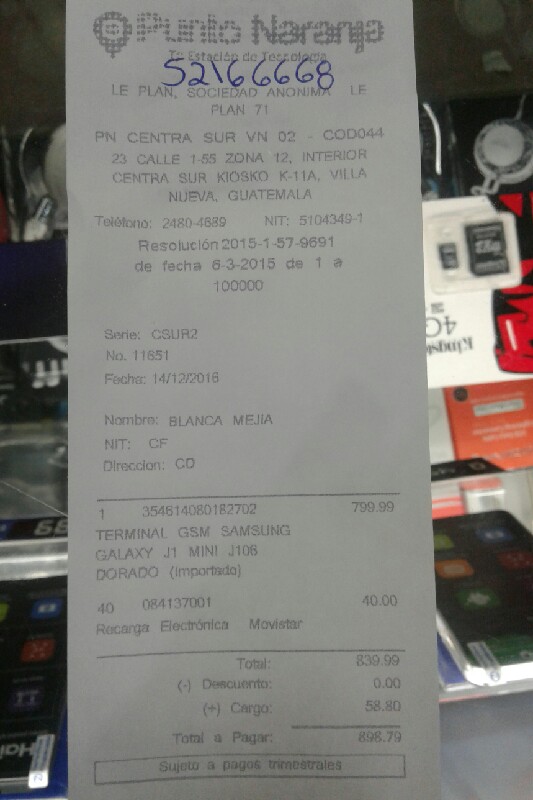 Punto Naranja
Tu Estación de Tecnología
52166668
LE PLAN, SOCIEDAD ANONIMA LE
PLAN 71
PN CENTRA SUR VN 02 - COD044
23 CALLE 1-55 ZONA 12, INTERIOR
CENTRA SUR KIOSKO K-11A, VILLA
NUEVA, GUATEMALA
Teléfono: 2480-4689 NIT: 5104349-1
Resolución 2015-1-57-9691
de fecha 6-3-2015 de 1 a
100000
Serie: CSUR2
No. 11851
Fecha: 14/12/2016
Nombre: BLANCA MEJIA
NIT: CF
Direccion: CD
1 354614080182702 799.99
TERMINAL GSM SAMSUNG
GALAXY J1 MINI J106
DORADO (Importado)
40 084137001 40.00
Recarga Electrónica Movistar
Total: 839.99
(-) Descuento: 0.00
(+) Cargo: 58.80
Total a Pagar: 898.79
Sujeto a pagos trimestrales
Kingston
4G